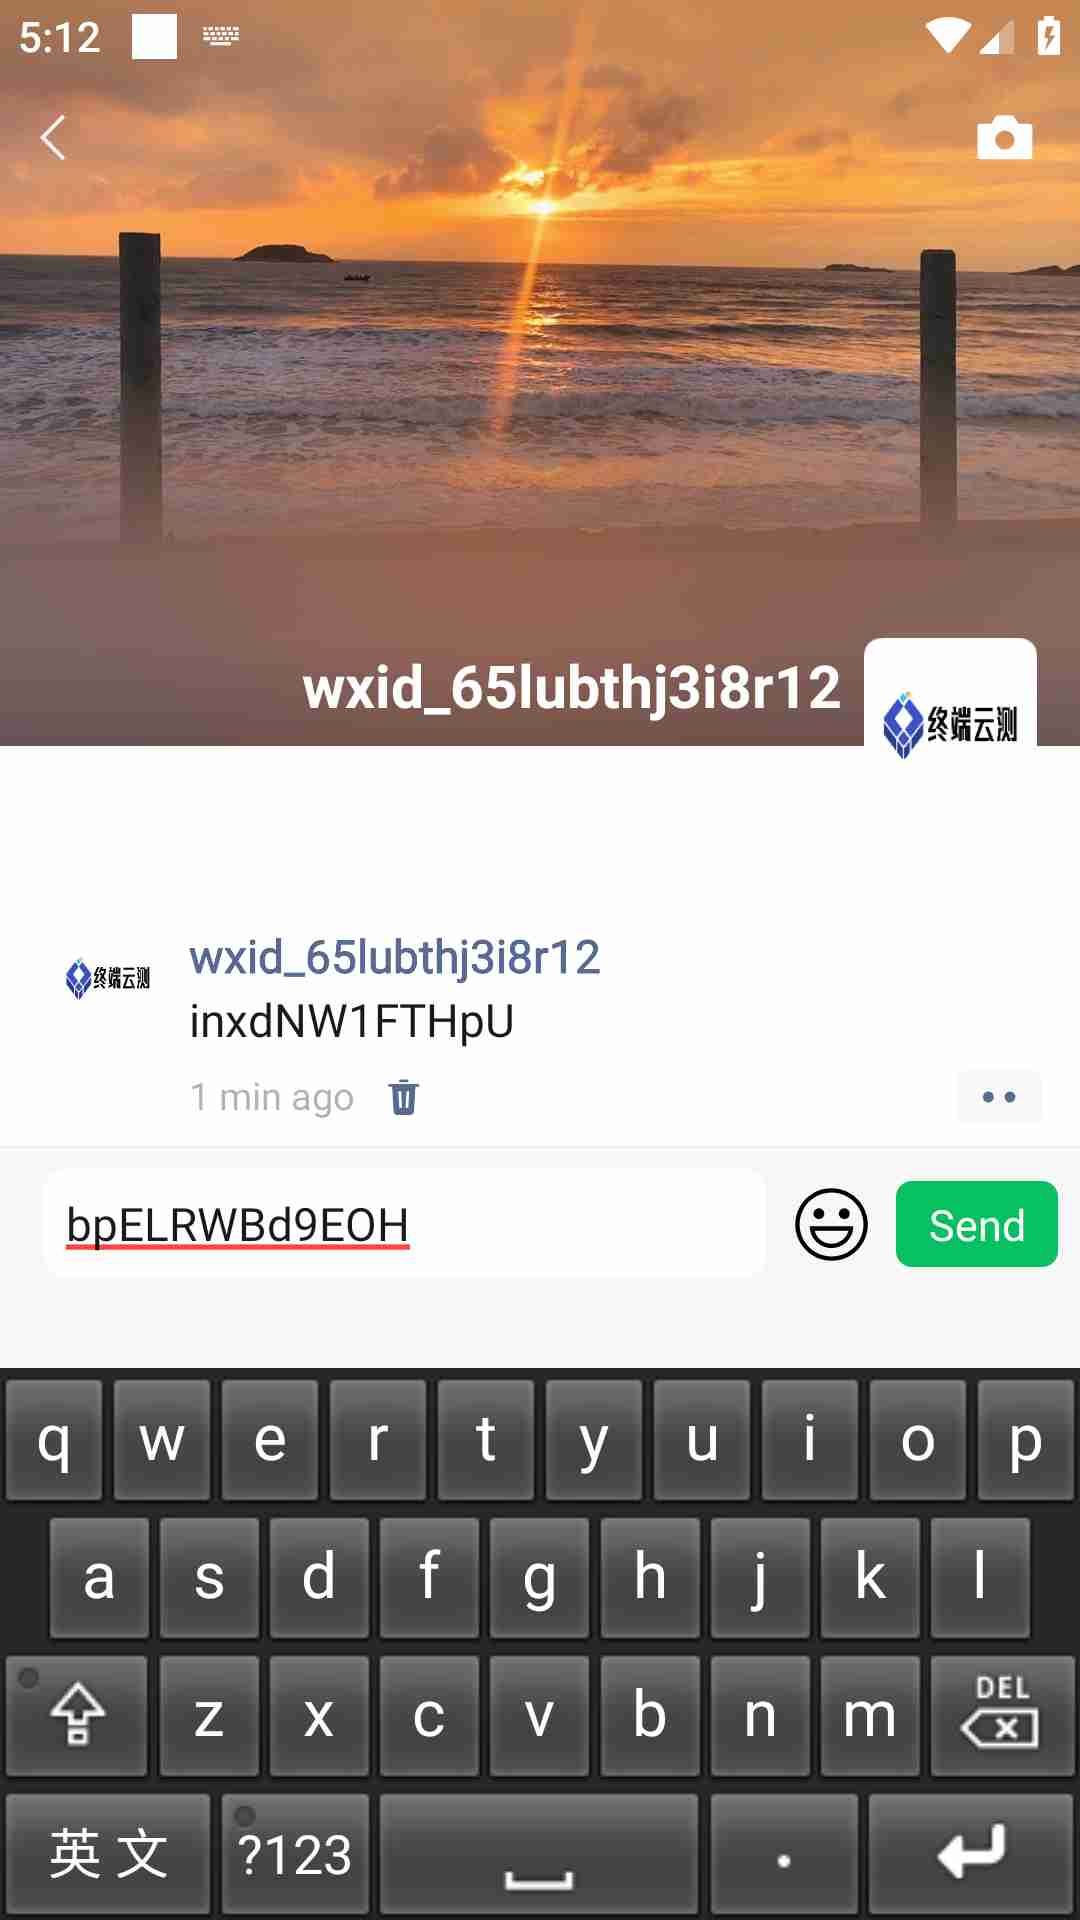 5:12
wxid_65lubthj3i8r12
终端云测
终端云测
wxid_65lubthj3i8r12
inxdNW1FTHpU
1 min ago
bpELRWBd9EOH
Send
q w e r t y u i o p
a s d f g h j k l
z x c v b n m DEL
英文 ?123 .